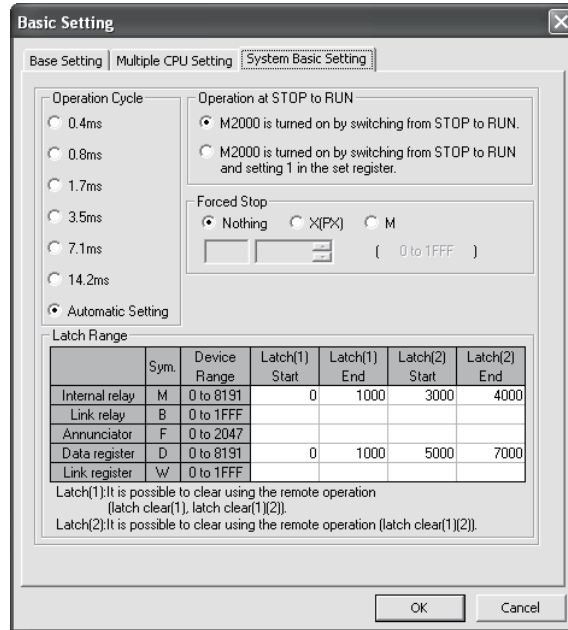 Basic Setting
Base Setting Multiple CPU Setting System Basic Setting
Operation Cycle
0.4ms
0.8ms
1.7ms
3.5ms
7.1ms
14.2ms
Automatic Setting
Operation at STOP to RUN
M2000 is turned on by switching from STOP to RUN.
M2000 is turned on by switching from STOP to RUN
and setting 1 in the set register.
Forced Stop
Nothing X(PX) M
( 0 to 1FFF )
Latch Range
Sym. Device Range Latch(1) Start Latch(1) End Latch(2) Start Latch(2) End
Internal relay M 0 to 8191 0 1000 3000 4000
Link relay B 0 to 1FFF
Annunciator F 0 to 2047
Data register D 0 to 8191 0 1000 5000 7000
Link register W 0 to 1FFF
Latch(1):It is possible to clear using the remote operation
(latch clear(1), latch clear(1)(2)).
Latch(2):It is possible to clear using the remote operation (latch clear(1)(2)).
OK Cancel